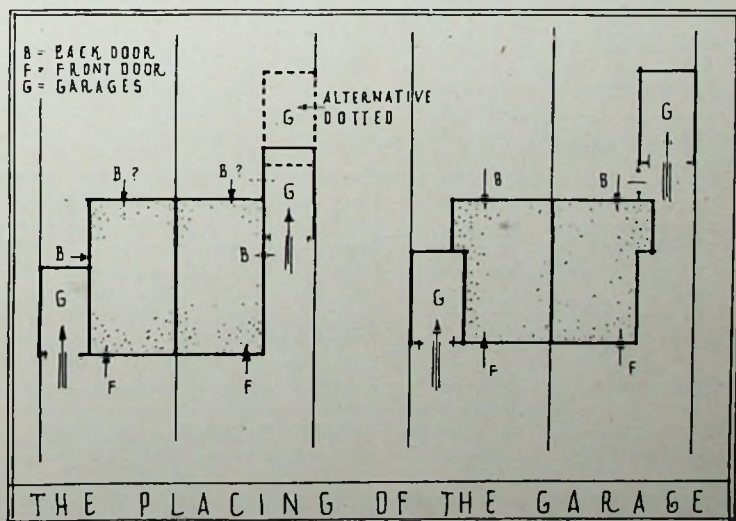 B = BACK DOOR
F = FRONT DOOR
G = GARAGES
G
ALTERNATIVE
DOTTED
G
B ?
B ?
G
B
B
B
B
G
G
F
F
F
F
THE PLACING OF THE GARAGE